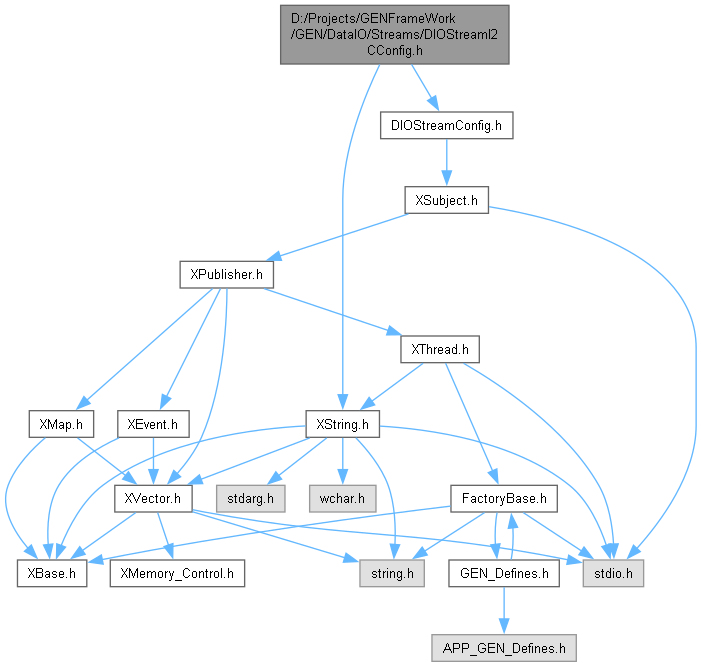 D:/Projects/GENFrameWork
/GEN/DataIO/Streams/DIOStreamI2
CConfig.h
DIOStreamConfig.h
XSubject.h
XPublisher.h
XThread.h
XMap.h
XEvent.h
XString.h
XVector.h
stdarg.h
wchar.h
FactoryBase.h
XBase.h
XMemory_Control.h
string.h
GEN_Defines.h
stdio.h
APP_GEN_Defines.h